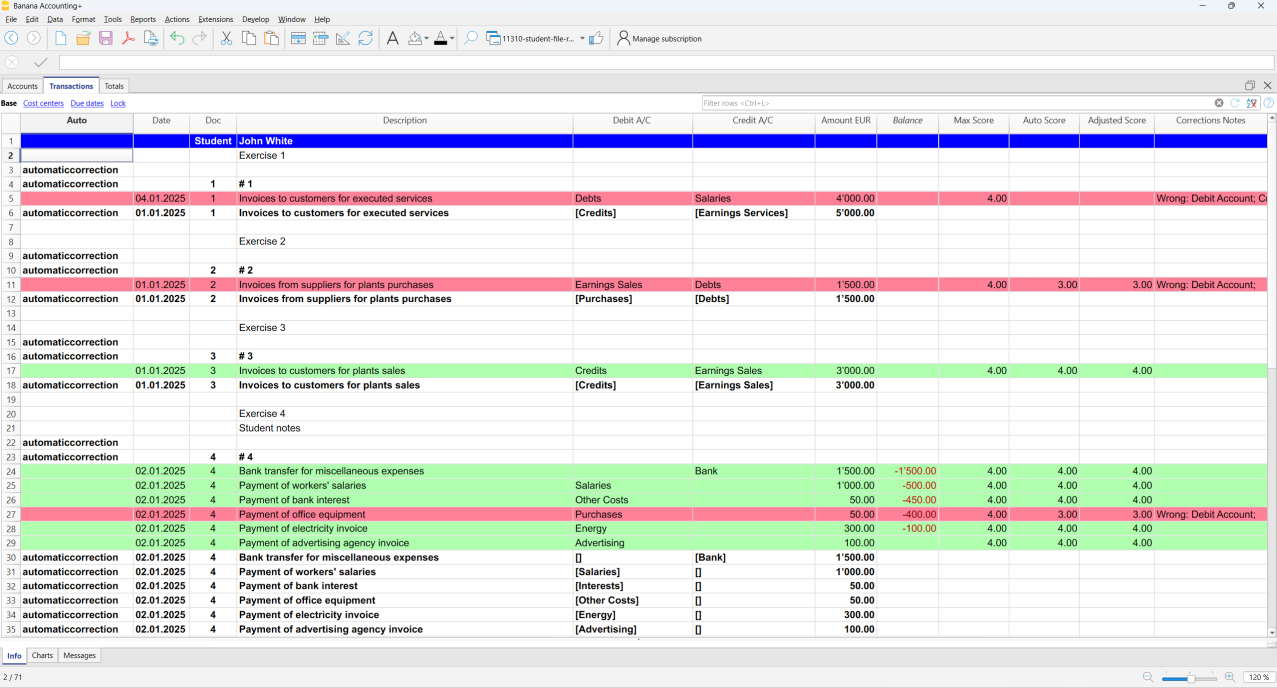 Banana Accounting+
File Edit Data Format Tools Reports Actions Extensions Develop Window Help
11310-student-file-r... Manage subscription
Accounts Transactions Totals
Base Cost centers Due dates Lock Filter rows <Ctrl+L>
Auto Date Doc Description Debit A/C Credit A/C Amount EUR Balance Max Score Auto Score Adjusted Score Corrections Notes
1 Student John White
2 Exercise 1
3 automaticcorrection
4 automaticcorrection 1 # 1
5 04.01.2025 1 Invoices to customers for executed services Debts Salaries 4'000.00 4.00 Wrong: Debit Account;
6 automaticcorrection 01.01.2025 1 Invoices to customers for executed services [Credits] [Earnings Services] 5'000.00
7
8 Exercise 2
9 automaticcorrection
10 automaticcorrection 2 # 2
11 01.01.2025 2 Invoices from suppliers for plants purchases Earnings Sales Debts 1'500.00 4.00 3.00 3.00 Wrong: Debit Account;
12 automaticcorrection 01.01.2025 2 Invoices from suppliers for plants purchases [Purchases] [Debts] 1'500.00
13
14 Exercise 3
15 automaticcorrection
16 automaticcorrection 3 # 3
17 01.01.2025 3 Invoices to customers for plants sales Credits Earnings Sales 3'000.00 4.00 4.00 4.00
18 automaticcorrection 01.01.2025 3 Invoices to customers for plants sales [Credits] [Earnings Sales] 3'000.00
19
20 Exercise 4
21 Student notes
22 automaticcorrection
23 automaticcorrection 4 # 4
24 02.01.2025 4 Bank transfer for miscellaneous expenses Bank 1'500.00 -1'500.00 4.00 4.00 4.00
25 02.01.2025 4 Payment of workers' salaries Salaries 1'000.00 -500.00 4.00 4.00 4.00
26 02.01.2025 4 Payment of bank interest Other Costs 50.00 -450.00 4.00 4.00 4.00
27 02.01.2025 4 Payment of office equipment Purchases 50.00 -400.00 4.00 3.00 3.00 Wrong: Debit Account;
28 02.01.2025 4 Payment of electricity invoice Energy 300.00 -100.00 4.00 4.00 4.00
29 02.01.2025 4 Payment of advertising agency invoice Advertising 100.00 4.00 4.00 4.00
30 automaticcorrection 02.01.2025 4 Bank transfer for miscellaneous expenses [] [Bank] 1'500.00
31 automaticcorrection 02.01.2025 4 Payment of workers' salaries [Salaries] [] 1'000.00
32 automaticcorrection 02.01.2025 4 Payment of bank interest [Interests] [] 50.00
33 automaticcorrection 02.01.2025 4 Payment of office equipment [Other Costs] [] 50.00
34 automaticcorrection 02.01.2025 4 Payment of electricity invoice [Energy] [] 300.00
35 automaticcorrection 02.01.2025 4 Payment of advertising agency invoice [Advertising] [] 100.00
Info Charts Messages
2 / 71 120 %